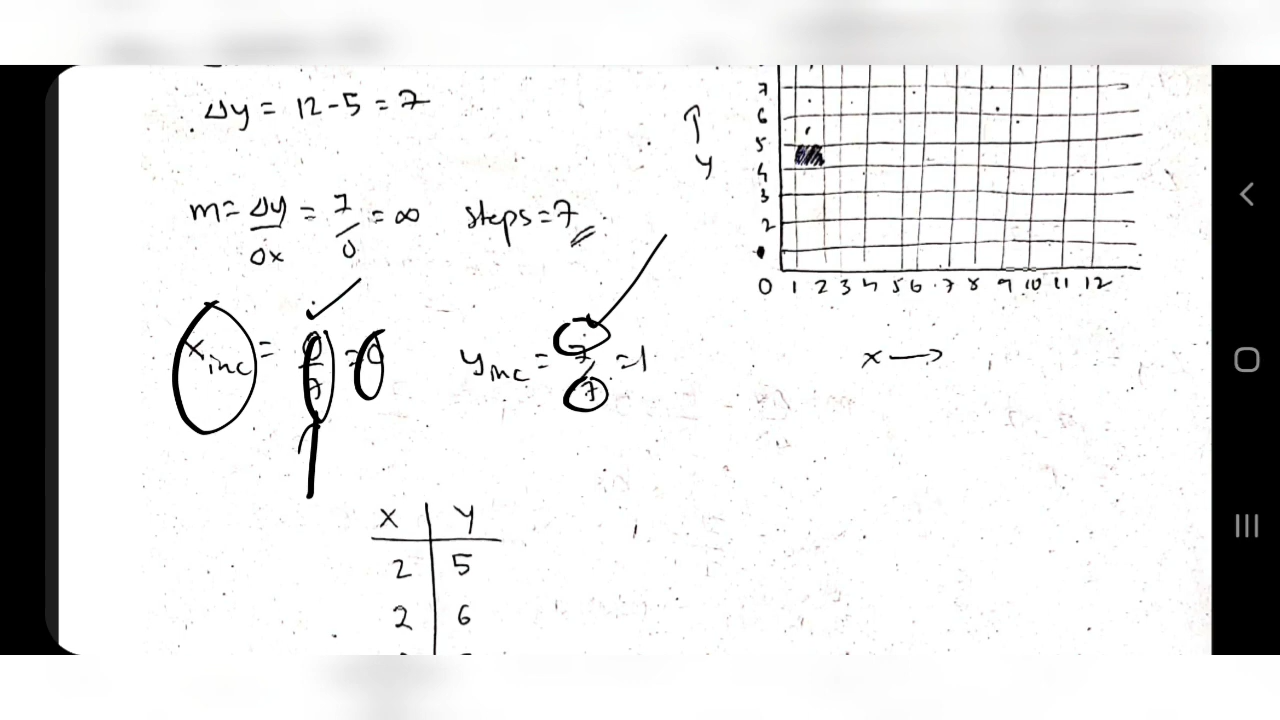 Δy = 12-5 = 7
m = Δy/Δx = 7/0 = ∞ steps = 7
x inc = 0/7 = 0 y inc = 7/7 = 1
x y
2 5
2 6
7
6
5
4
3
2
0 1 2 3 4 5 6 7 8 9 10 11 12
↑
y
x →